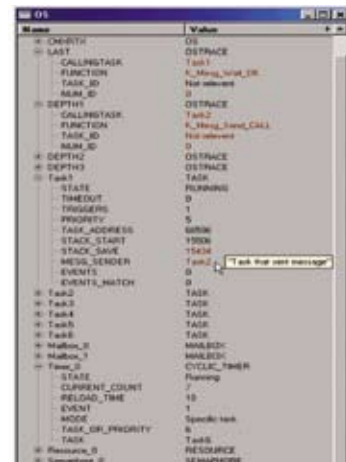 OS
Name Value
CMXRTX OS
LAST OSTRACE
CALLINGTASK Task1
FUNCTION K_Mesg_Wait_OK
TASK_ID Not relevant
NUM_ID 0
DEPTH1 OSTRACE
CALLINGTASK Task2
FUNCTION K_Mesg_Send_CALL
TASK_ID Not relevant
NUM_ID 0
DEPTH2 OSTRACE
DEPTH3 OSTRACE
Task1 TASK
STATE RUNNING
TIMEOUT 0
TRIGGERS 1
PRIORITY 5
TASK_ADDRESS
STACK_START
STACK_SAVE
MESG_SENDER Task2 "Task that sent message"
EVENTS 0
EVENTS_MATCH 0
Task2 TASK
Task3 TASK
Task4 TASK
Task5 TASK
Task6 TASK
Mailbox_0 MAILBOX
Mailbox_1 MAILBOX
Timer_0 CYCLIC_TIMER
STATE Running
CURRENT_COUNT 7
RELOAD_TIME 10
EVENT 1
MODE Specific task
TASK_OR_PRIORITY 6
TASK Task6
Resource_0 RESOURCE
Semaphore_0 SEMAPHORE